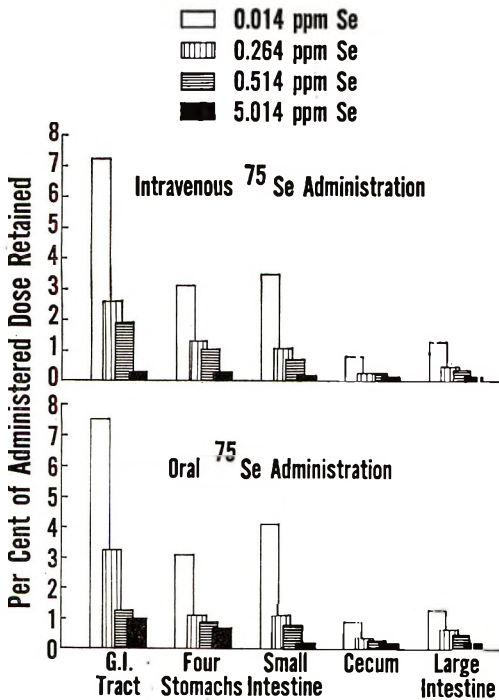 0.014 ppm Se
0.264 ppm Se
0.514 ppm Se
5.014 ppm Se
Per Cent of Administered Dose Retained
8
7
6
5
4
3
2
1
0
Intravenous 75 Se Administration
8
7
6
5
4
3
2
1
0
Oral 75 Se Administration
G.I. Four Small Cecum Large
Tract Stomachs Intestine Intestine